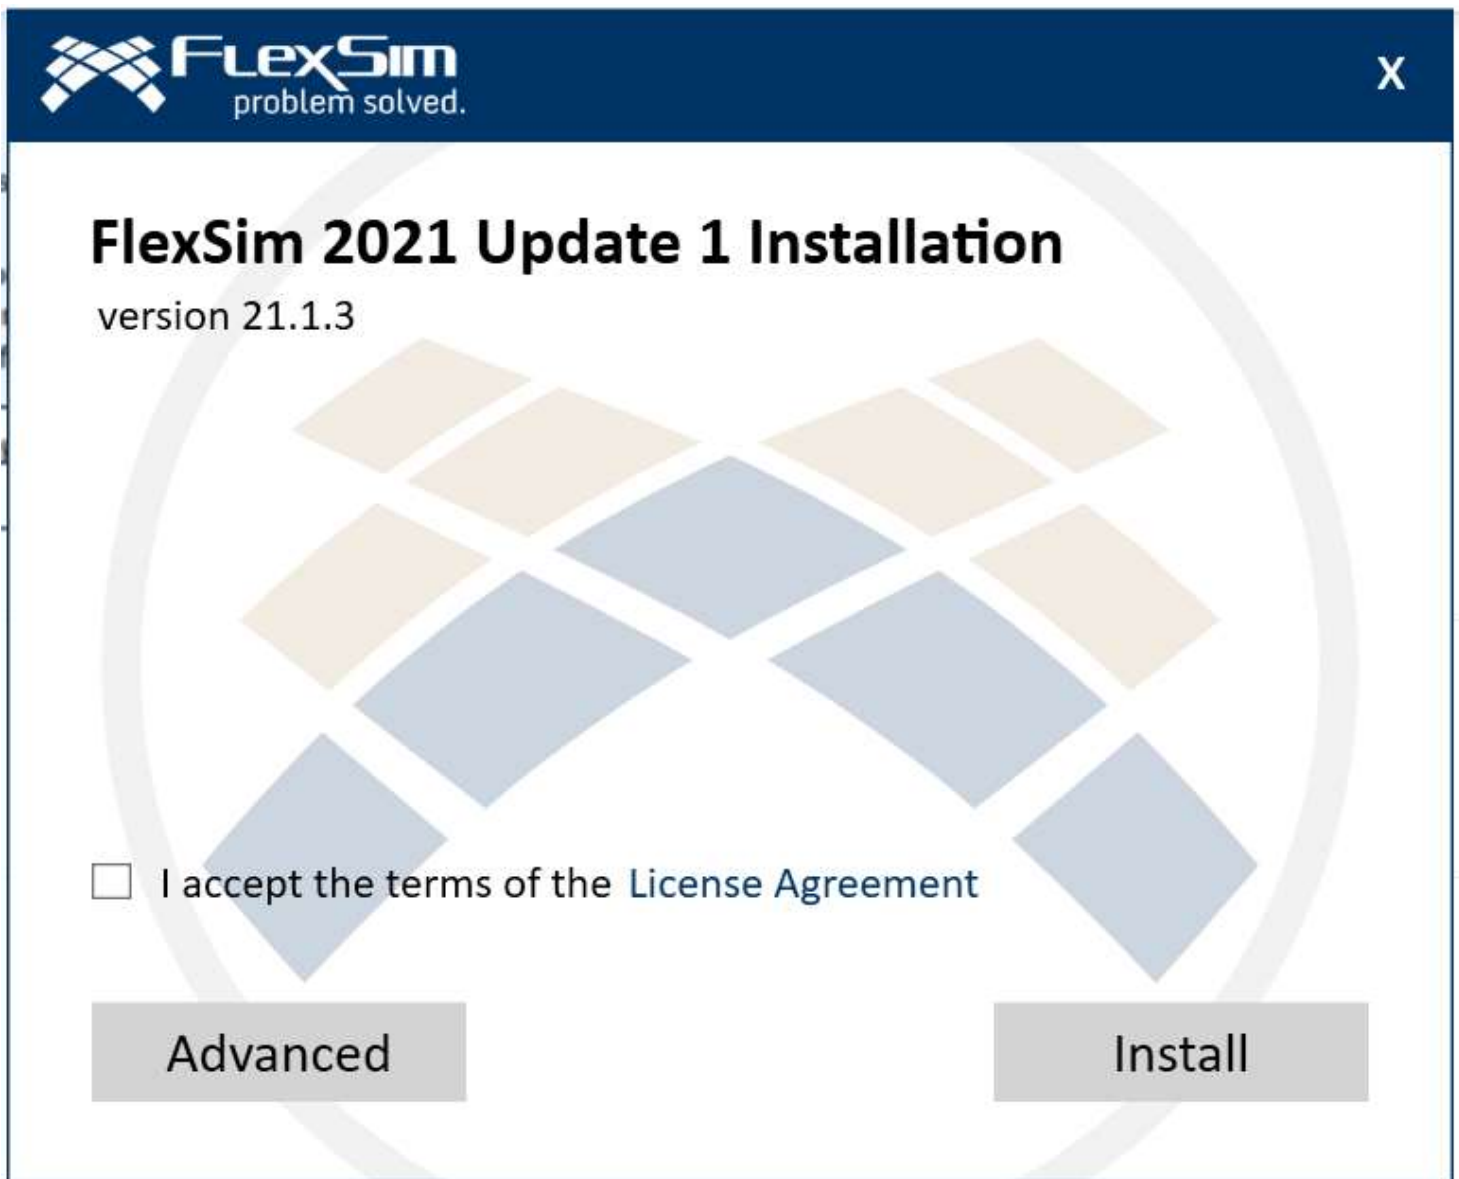 FlexSim
problem solved.
X
FlexSim 2021 Update 1 Installation
version 21.1.3
I accept the terms of the License Agreement
Advanced
Install